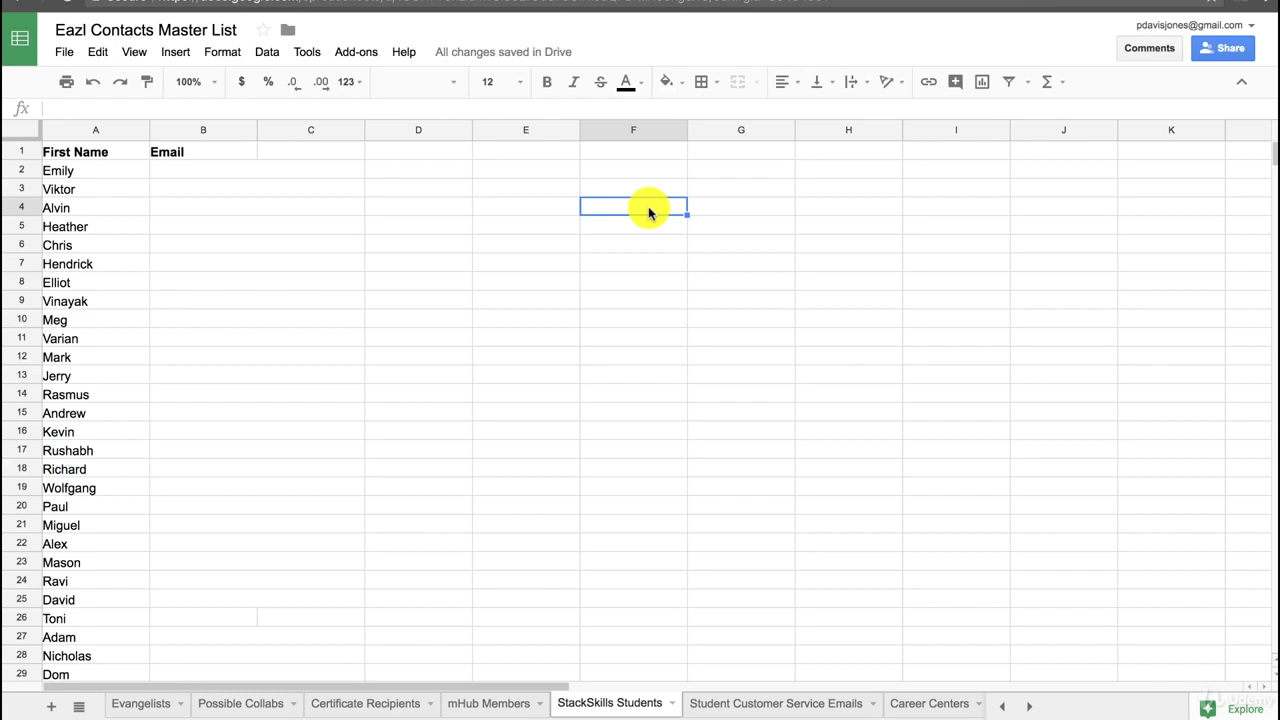 Eazl Contacts Master List
pdavisjones@gmail.com
File Edit View Insert Format Data Tools Add-ons Help All changes saved in Drive
Comments Share
100% $ % .0 .00 123 12 B I S A Σ
fx
A B C D E F G H I J K
1 First Name Email
2 Emily
3 Viktor
4 Alvin
5 Heather
6 Chris
7 Hendrick
8 Elliot
9 Vinayak
10 Meg
11 Varian
12 Mark
13 Jerry
14 Rasmus
15 Andrew
16 Kevin
17 Rushabh
18 Richard
19 Wolfgang
20 Paul
21 Miguel
22 Alex
23 Mason
24 Ravi
25 David
26 Toni
27 Adam
28 Nicholas
29 Dom
Evangelists Possible Collabs Certificate Recipients mHub Members StackSkills Students Student Customer Service Emails Career Centers Explore